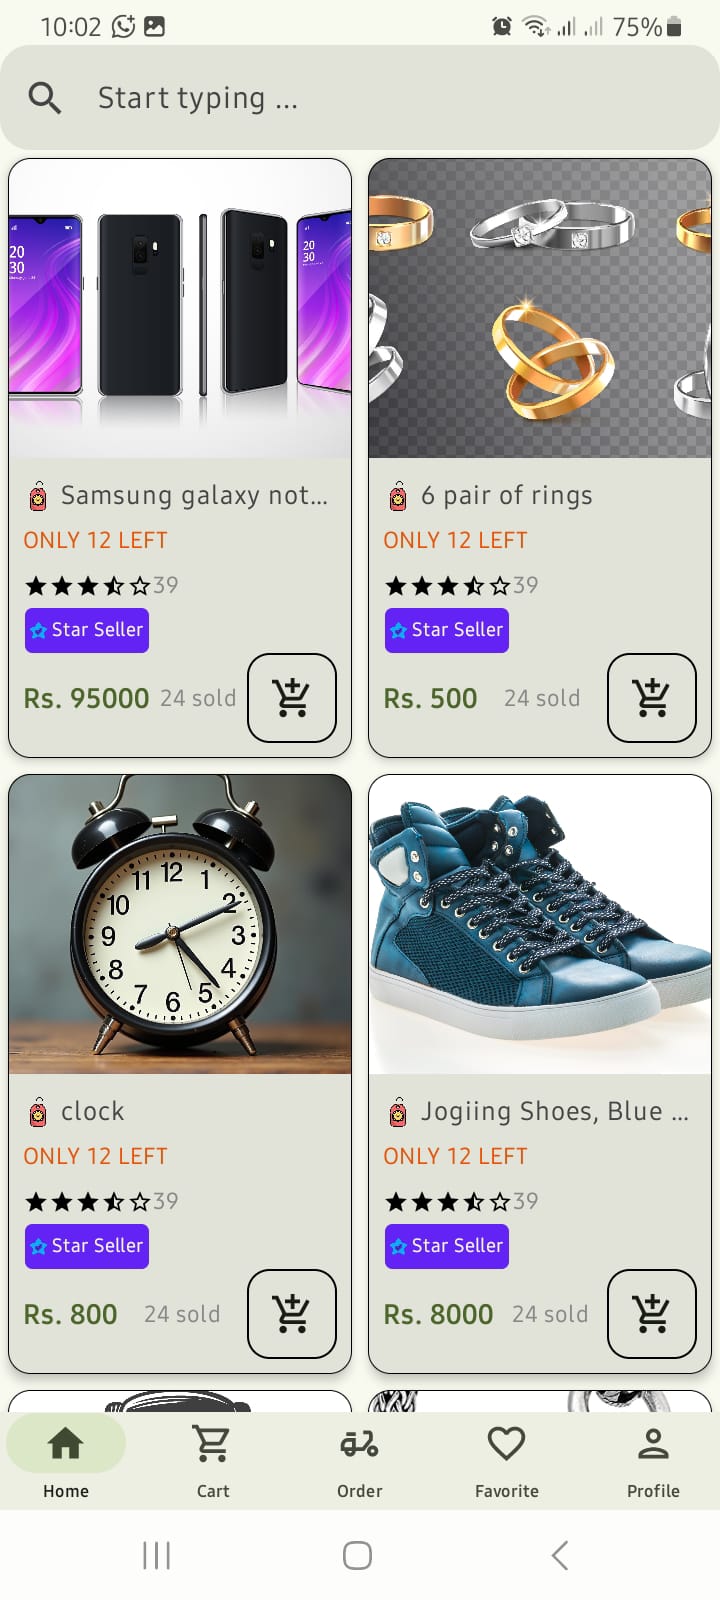 10:02 75%
Start typing ...
20
30
20
30
Samsung galaxy not...
ONLY 12 LEFT
39
Star Seller
Rs. 95000 24 sold
6 pair of rings
ONLY 12 LEFT
39
Star Seller
Rs. 500 24 sold
12
1
2
3
4
5
6
7
8
9
10
11
clock
ONLY 12 LEFT
39
Star Seller
Rs. 800 24 sold
Jogiing Shoes, Blue ...
ONLY 12 LEFT
39
Star Seller
Rs. 8000 24 sold
Home Cart Order Favorite Profile